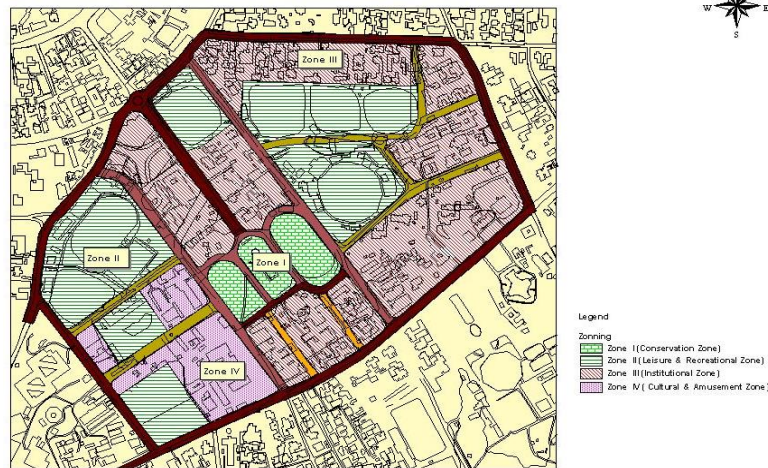 W E
S
Zone III
Zone II
Zone I
Zone IV
Legend
Zonning
Zone I(Conservation Zone)
Zone II(Leisure & Recreational Zone)
Zone III(Institutional Zone)
Zone IV( Cultural & Amusement Zone)